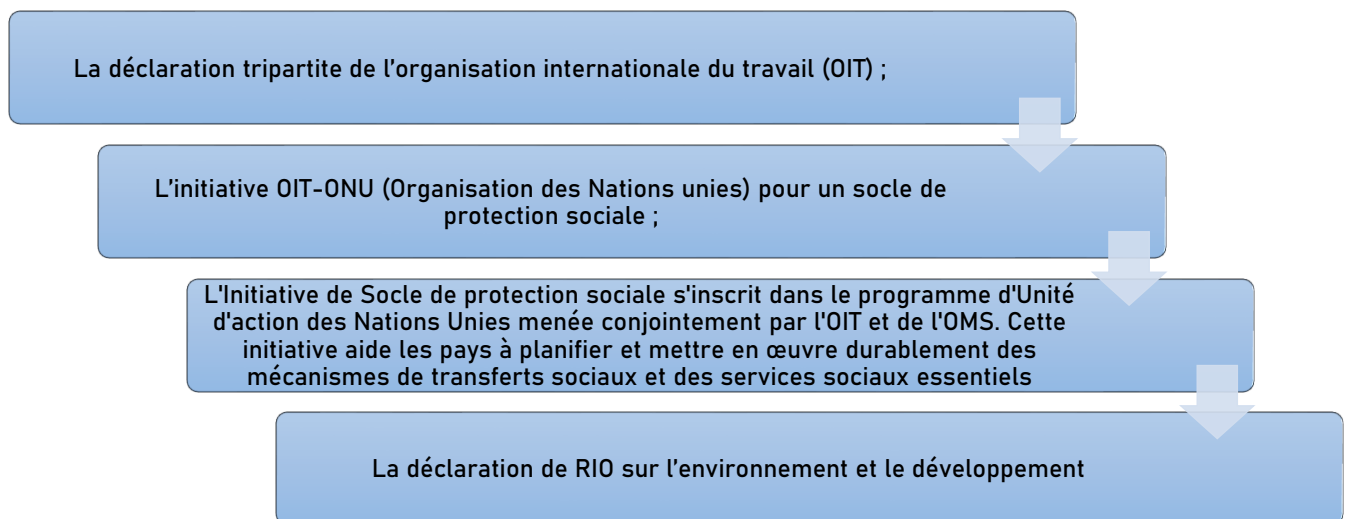 La déclaration tripartite de l’organisation internationale du travail (OIT) ;
L’initiative OIT-ONU (Organisation des Nations unies) pour un socle de
protection sociale ;
L'Initiative de Socle de protection sociale s'inscrit dans le programme d'Unité
d'action des Nations Unies menée conjointement par l'OIT et de l'OMS. Cette
initiative aide les pays à planifier et mettre en œuvre durablement des
mécanismes de transferts sociaux et des services sociaux essentiels
La déclaration de RIO sur l’environnement et le développement